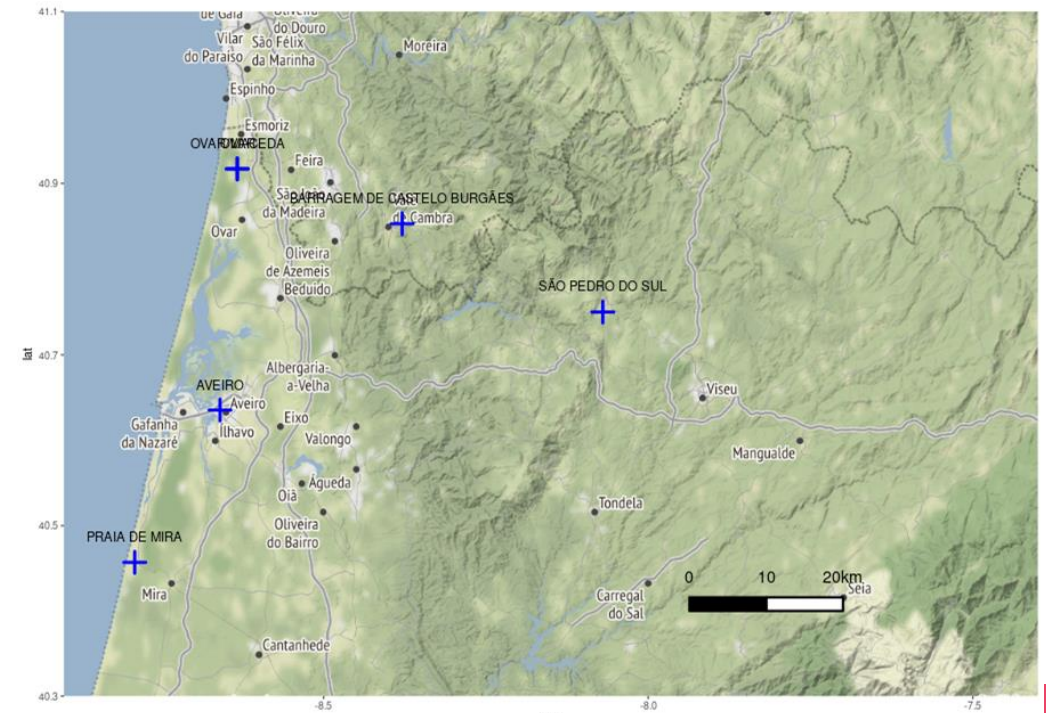 41.1
de Gaia
Oliveira
do Douro
Vilar
do Paraíso
São Félix
da Marinha
Moreira
Espinho
Esmoriz
MACEDA
Feira
40.9
São João
da Madeira
BARRAGEM DE CASTELO BURGÃES
Vale
de Cambra
Ovar
Oliveira
de Azemeis
Beduido
SÃO PEDRO DO SUL
lat
40.7
Albergaria-
a-Velha
AVEIRO
Aveiro
Viseu
Gafanha
da Nazaré
Ílhavo
Eixo
Valongo
Mangualde
Oiã
Águeda
Tondela
40.5
Oliveira
do Bairro
PRAIA DE MIRA
Mira
0 10 20km
Seia
Carregal
do Sal
Cantanhede
40.3
-8.5
-8.0
-7.5